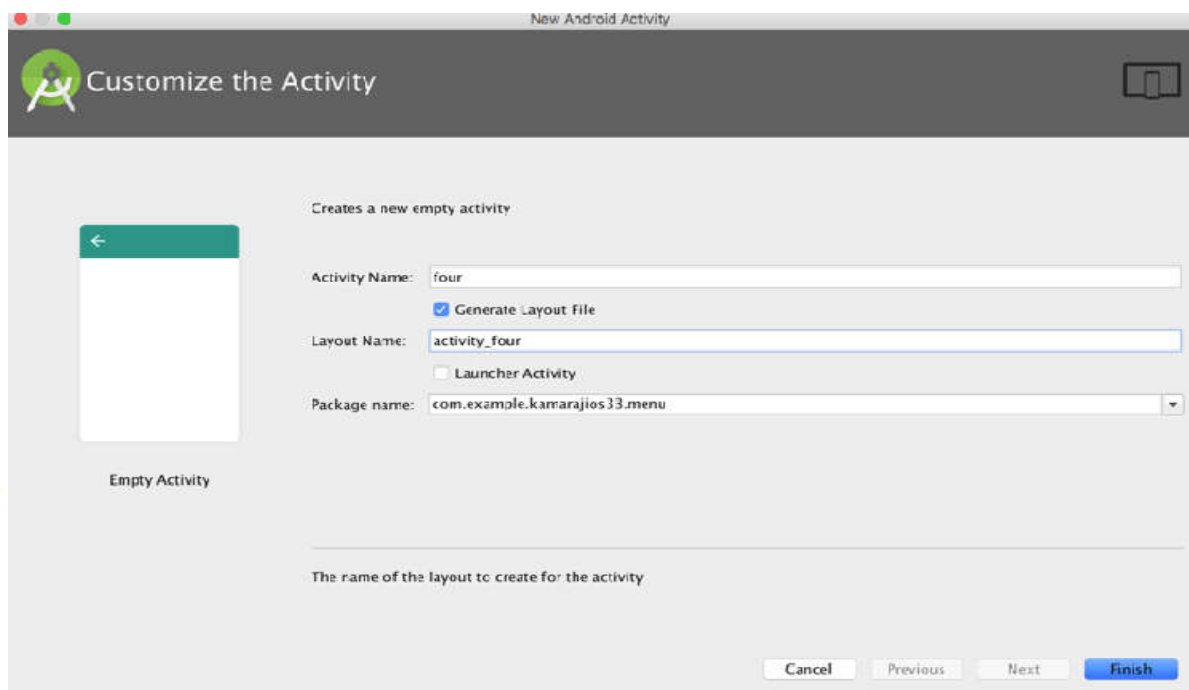 New Android Activity
Customize the Activity
Creates a new empty activity
Activity Name: four
Generate Layout File
Layout Name: activity_four
Launcher Activity
Package name: com.example.kamarajios33.menu
Empty Activity
The name of the layout to create for the activity
Cancel Previous Next Finish